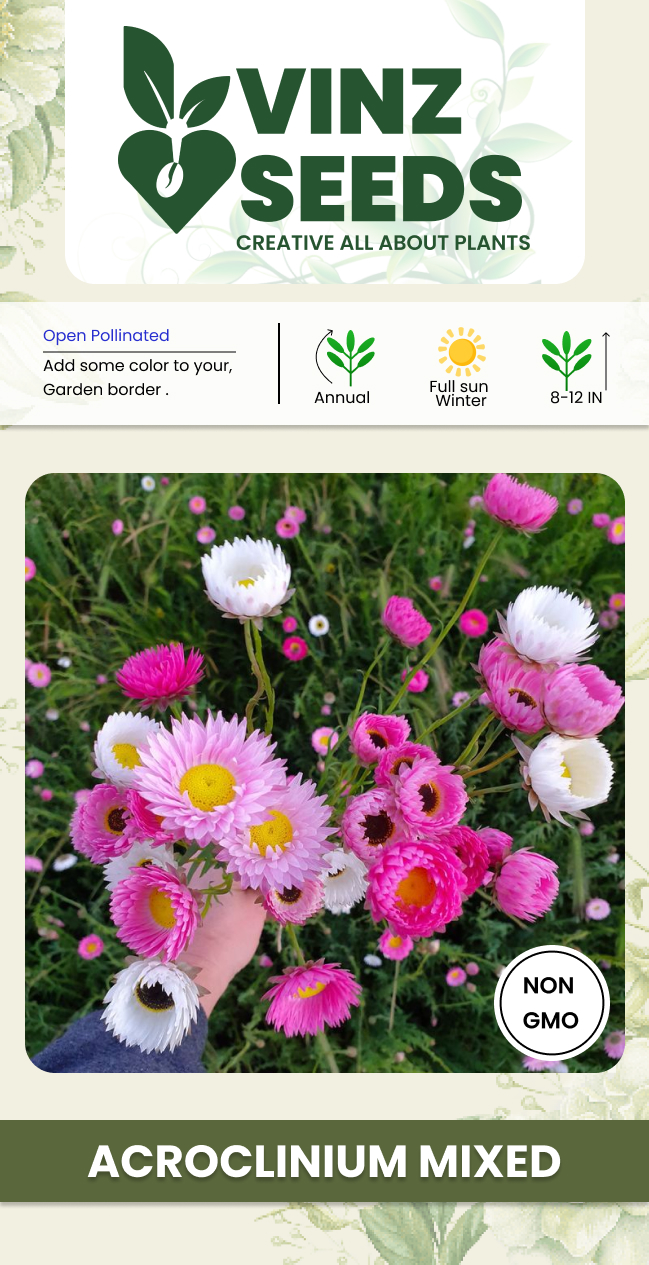 VINZ
SEEDS
CREATIVE ALL ABOUT PLANTS
Open Pollinated
Add some color to your,
Garden border .
Annual
Full sun
Winter
8-12 IN
NON
GMO
ACROCLINIUM MIXED